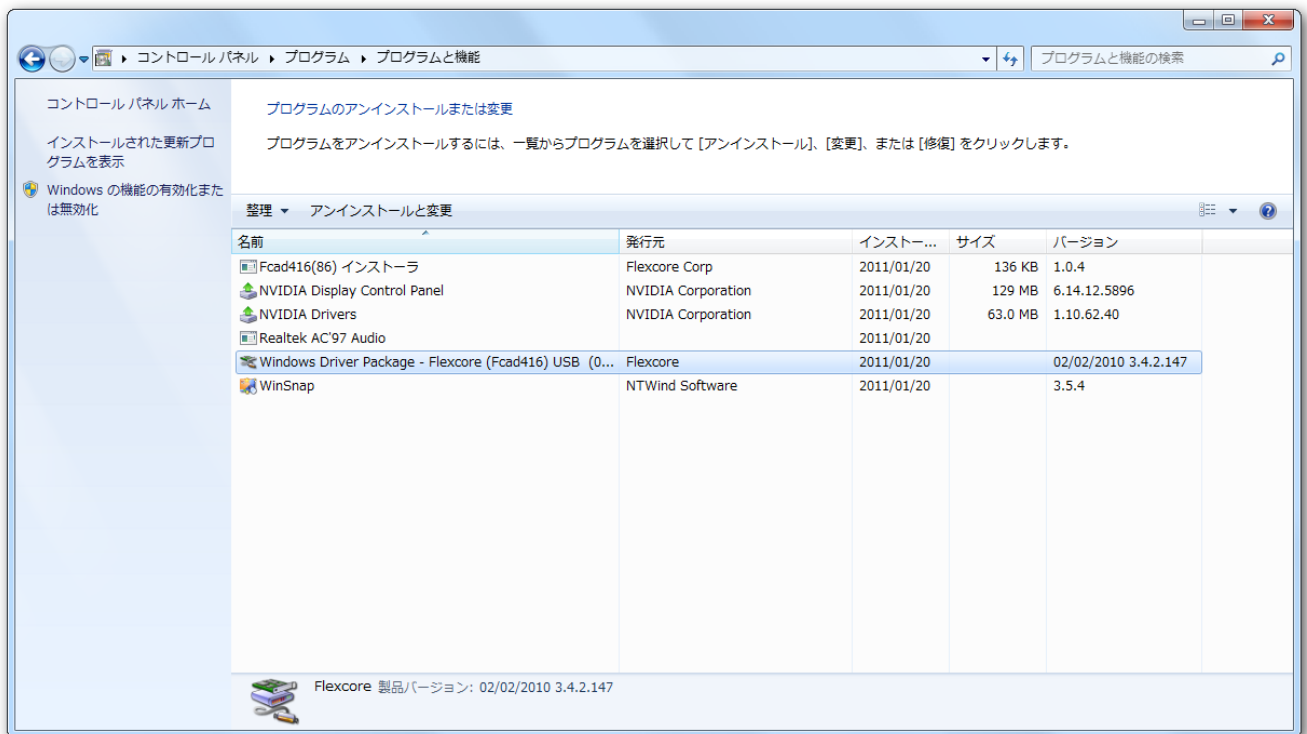 コントロール パネル ▸ プログラム ▸ プログラムと機能
プログラムと機能の検索
コントロール パネル ホーム
インストールされた更新プロ
グラムを表示
Windows の機能の有効化また
は無効化
プログラムのアンインストールまたは変更
プログラムをアンインストールするには、一覧からプログラムを選択して [アンインストール]、[変更]、または [修復] をクリックします。
整理 アンインストールと変更
名前 発行元 インストー... サイズ バージョン
Fcad416(86) インストーラ Flexcore Corp 2011/01/20 136 KB 1.0.4
NVIDIA Display Control Panel NVIDIA Corporation 2011/01/20 129 MB 6.14.12.5896
NVIDIA Drivers NVIDIA Corporation 2011/01/20 63.0 MB 1.10.62.40
Realtek AC'97 Audio 2011/01/20
Windows Driver Package - Flexcore (Fcad416) USB (0... Flexcore 2011/01/20 02/02/2010 3.4.2.147
WinSnap NTWind Software 2011/01/20 3.5.4
Flexcore 製品バージョン: 02/02/2010 3.4.2.147